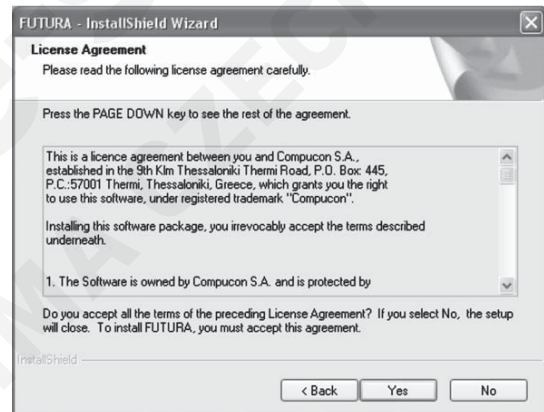 FUTURA - InstallShield Wizard
License Agreement
Please read the following license agreement carefully.
Press the PAGE DOWN key to see the rest of the agreement.
This is a licence agreement between you and Compucon S.A.,
established in the 9th Klm Thessaloniki Thermi Road, P.O. Box: 445,
P.C.:57001 Thermi, Thessaloniki, Greece, which grants you the right
to use this software, under registered trademark "Compucon".
Installing this software package, you irrevocably accept the terms described
underneath.
1. The Software is owned by Compucon S.A. and is protected by
Do you accept all the terms of the preceding License Agreement? If you select No, the setup
will close. To install FUTURA, you must accept this agreement.
InstallShield
< Back
Yes
No